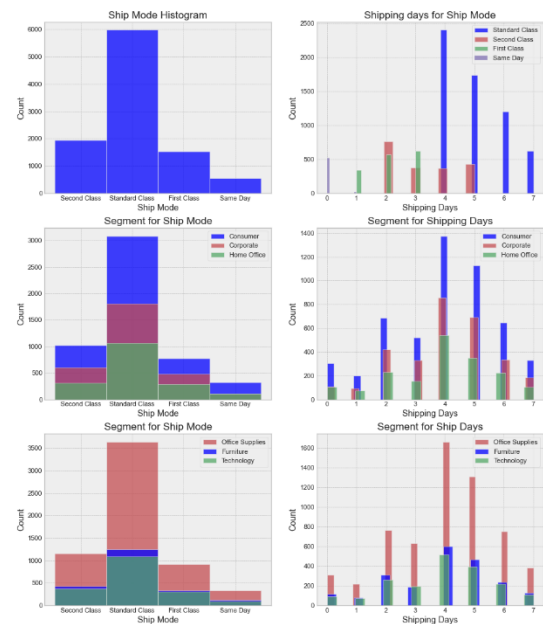 Ship Mode Histogram
6000
5000
4000
3000
2000
1000
0
Count
Second Class Standard Class First Class Same Day
Ship Mode
Shipping days for Ship Mode
Standard Class
Second Class
First Class
Same Day
2500
2000
1500
1000
500
0
Count
0 1 2 3 4 5 6 7
Shipping Days
Segment for Ship Mode
Consumer
Corporate
Home Office
3000
2500
2000
1500
1000
500
0
Count
Second Class Standard Class First Class Same Day
Ship Mode
Segment for Shipping Days
Consumer
Corporate
Home Office
1400
1200
1000
800
600
400
200
0
Count
0 1 2 3 4 5 6 7
Shipping Days
Segment for Ship Mode
Office Supplies
Furniture
Technology
3500
3000
2500
2000
1500
1000
500
0
Count
Second Class Standard Class First Class Same Day
Ship Mode
Segment for Ship Days
Office Supplies
Furniture
Technology
1600
1400
1200
1000
800
600
400
200
0
Count
0 1 2 3 4 5 6 7
Shipping Days